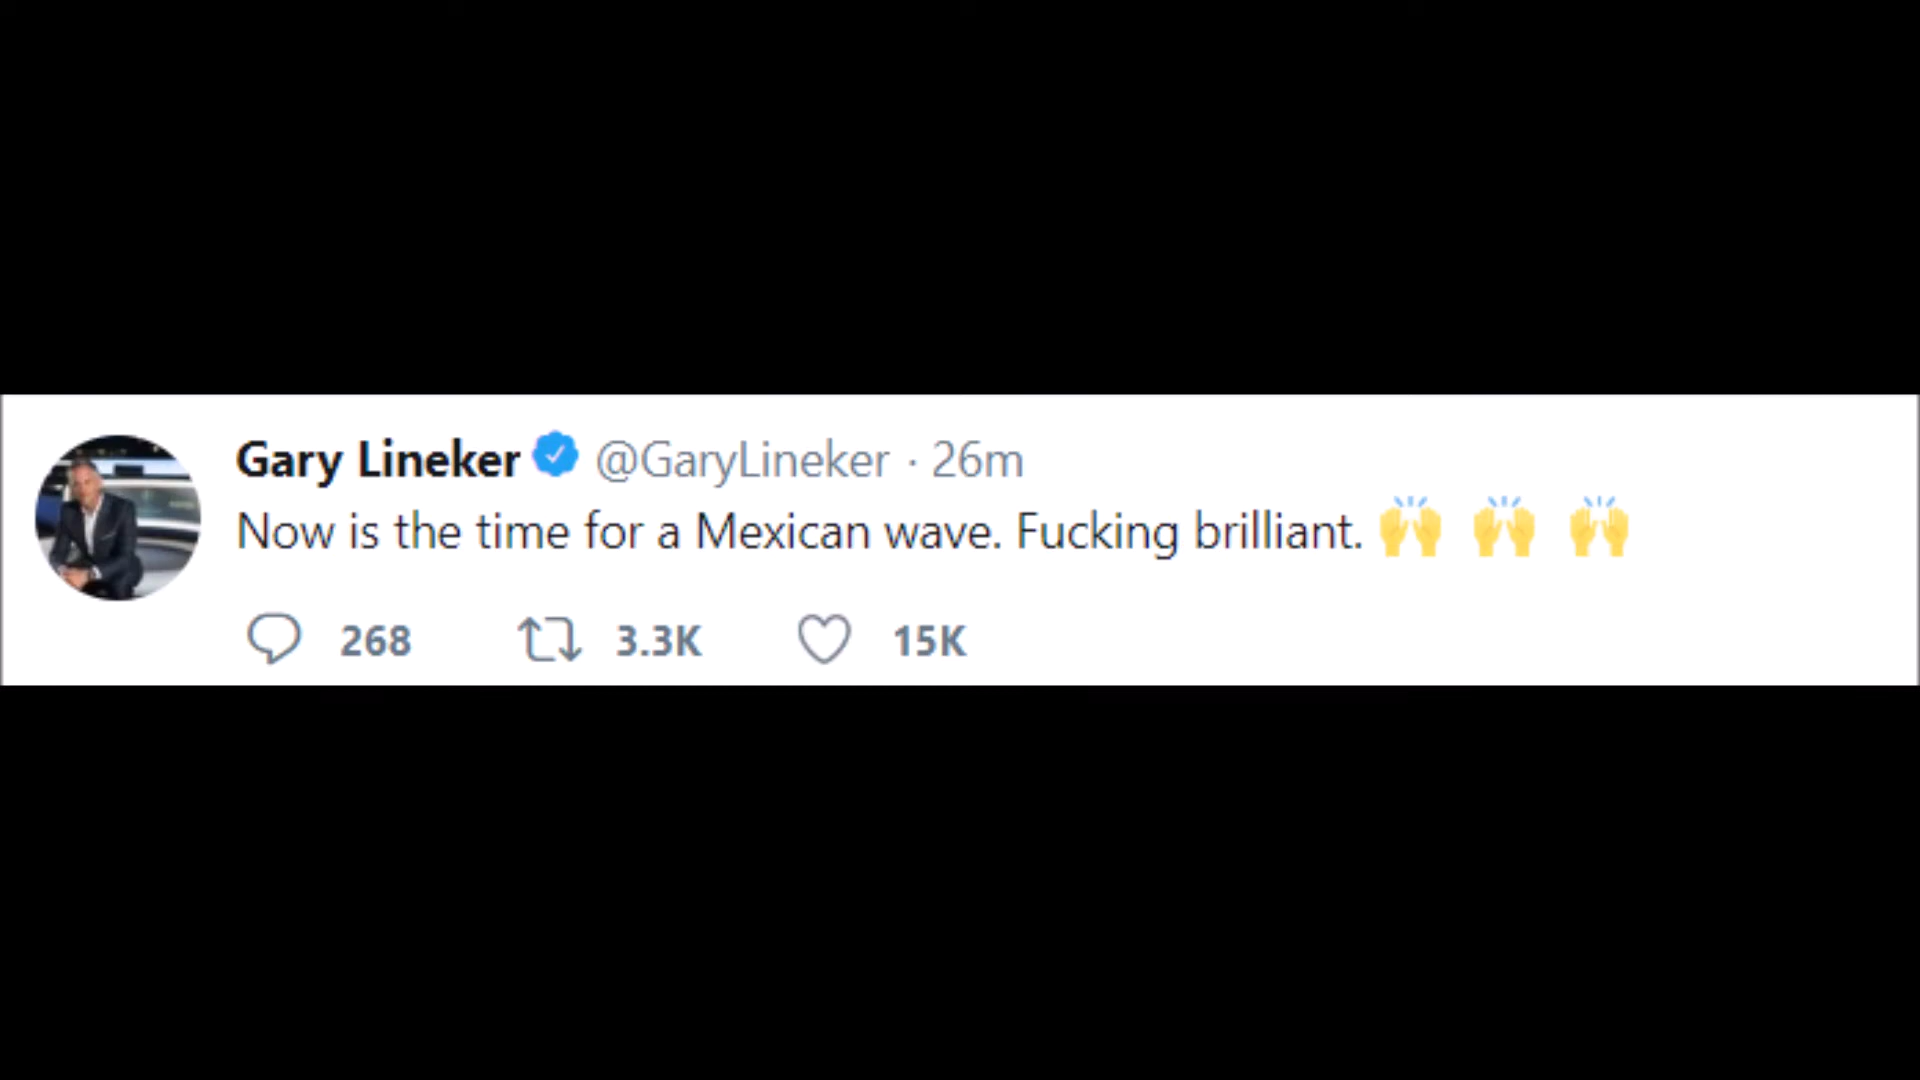 Gary Lineker @GaryLineker · 26m
Now is the time for a Mexican wave. Fucking brilliant. 🙌 🙌 🙌
268 3.3K 15K